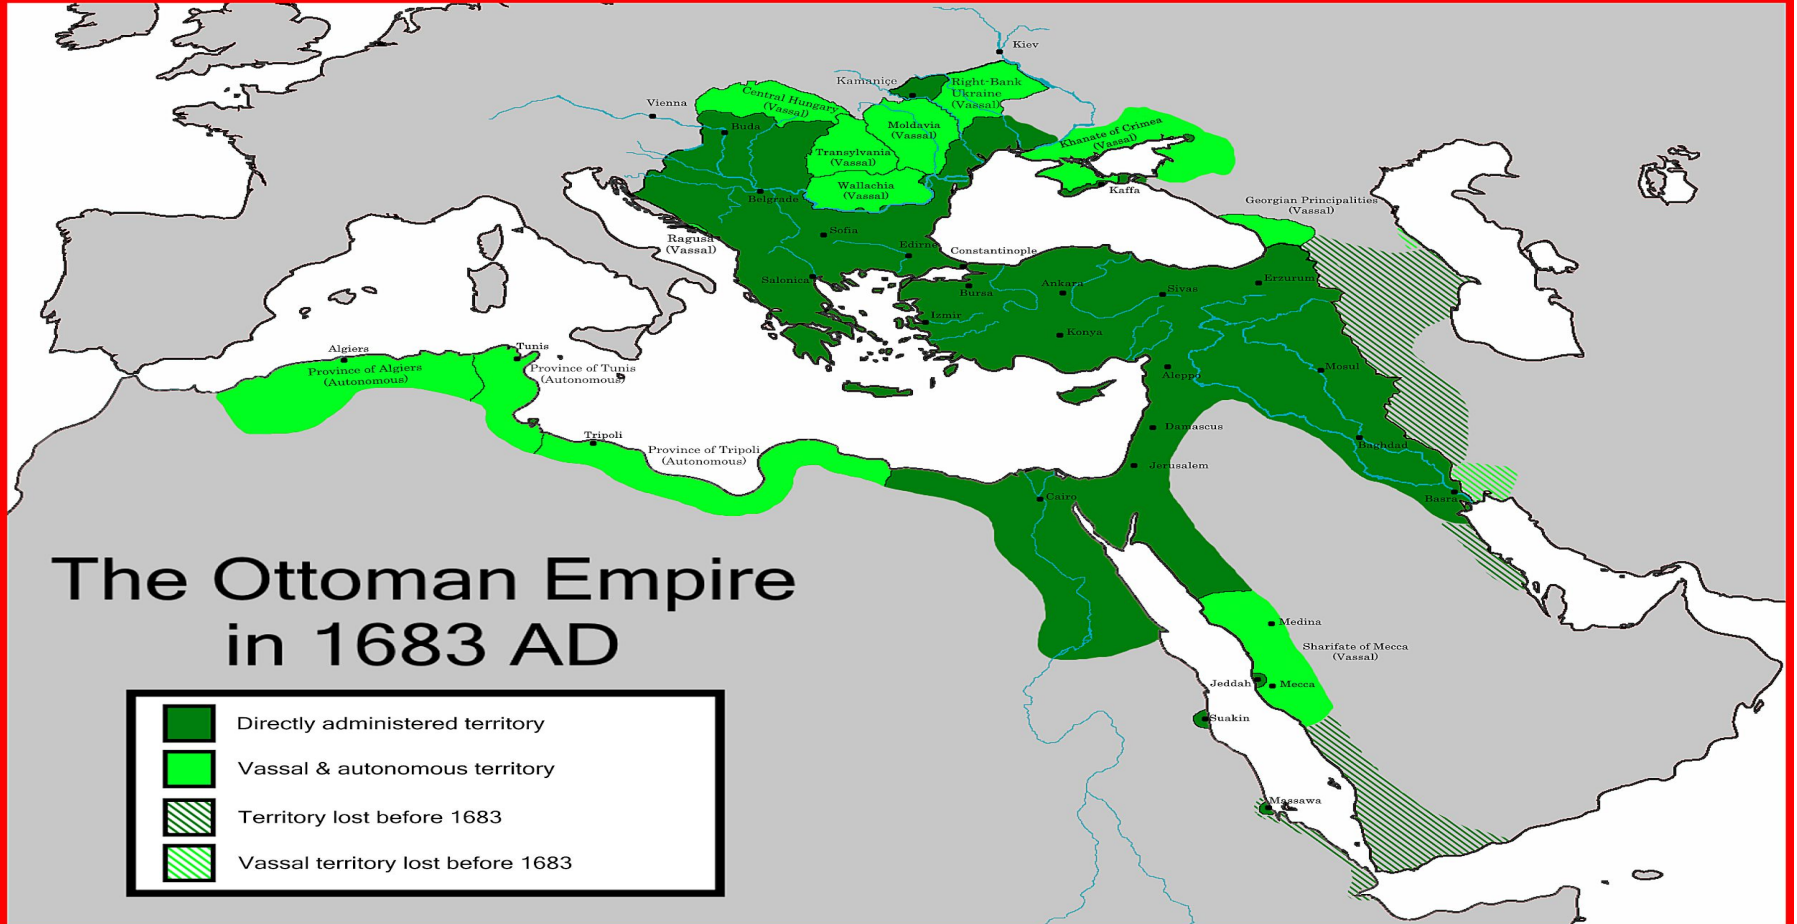 Kiev
Kamaniçe
Right-Bank
Ukraine
(Vassal)
Central Hungary
(Vassal)
Vienna
Buda
Moldavia
(Vassal)
Khanate of Crimea
(Vassal)
Transylvania
(Vassal)
Wallachia
(Vassal)
Kaffa
Belgrade
Georgian Principalities
(Vassal)
Ragusa
(Vassal)
Sofia
Edirne
Constantinople
Salonica
Bursa
Ankara
Sivas
Erzurum
Izmir
Konya
Algiers
Province of Algiers
(Autonomous)
Tunis
Province of Tunis
(Autonomous)
Aleppo
Mosul
Tripoli
Province of Tripoli
(Autonomous)
Damascus
Baghdad
Jerusalem
Cairo
Basra
The Ottoman Empire
in 1683 AD
Medina
Sharifate of Mecca
(Vassal)
Jeddah
Mecca
Suakin
Massawa
Directly administered territory
Vassal & autonomous territory
Territory lost before 1683
Vassal territory lost before 1683